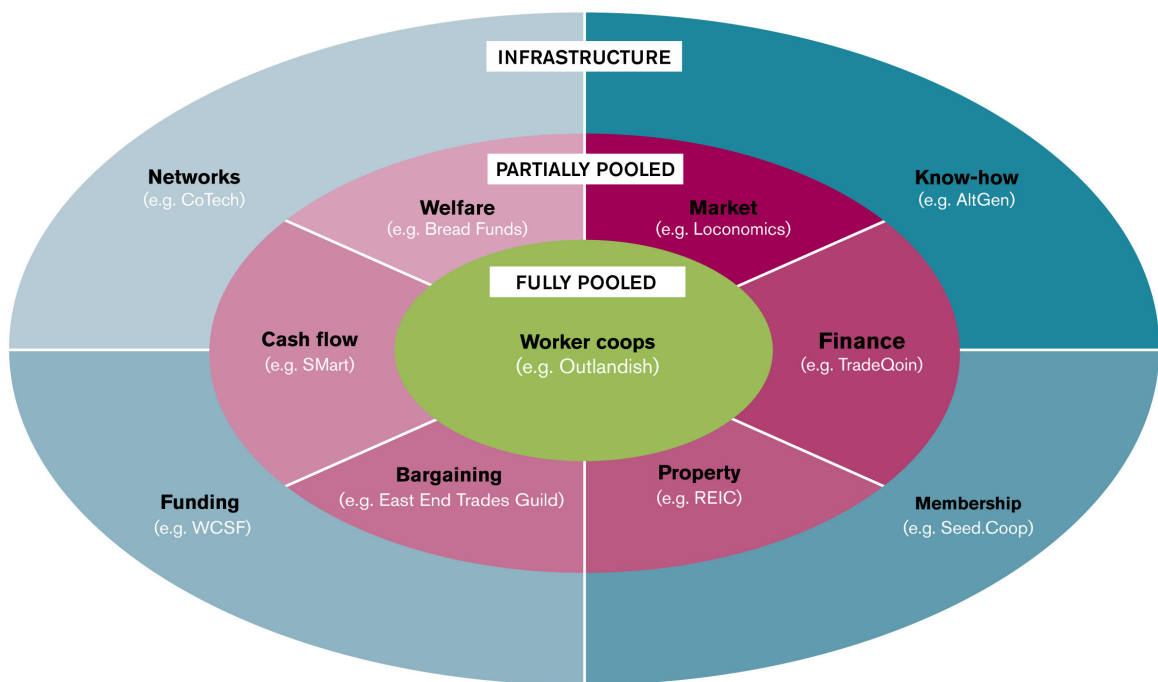 INFRASTRUCTURE
Networks
(e.g. CoTech)
Know-how
(e.g. AltGen)
PARTIALLY POOLED
Welfare
(e.g. Bread Funds)
Market
(e.g. Loconomics)
FULLY POOLED
Cash flow
(e.g. SMart)
Worker coops
(e.g. Outlandish)
Finance
(e.g. TradeQoin)
Bargaining
(e.g. East End Trades Guild)
Property
(e.g. REIC)
Funding
(e.g. WCSF)
Membership
(e.g. Seed.Coop)